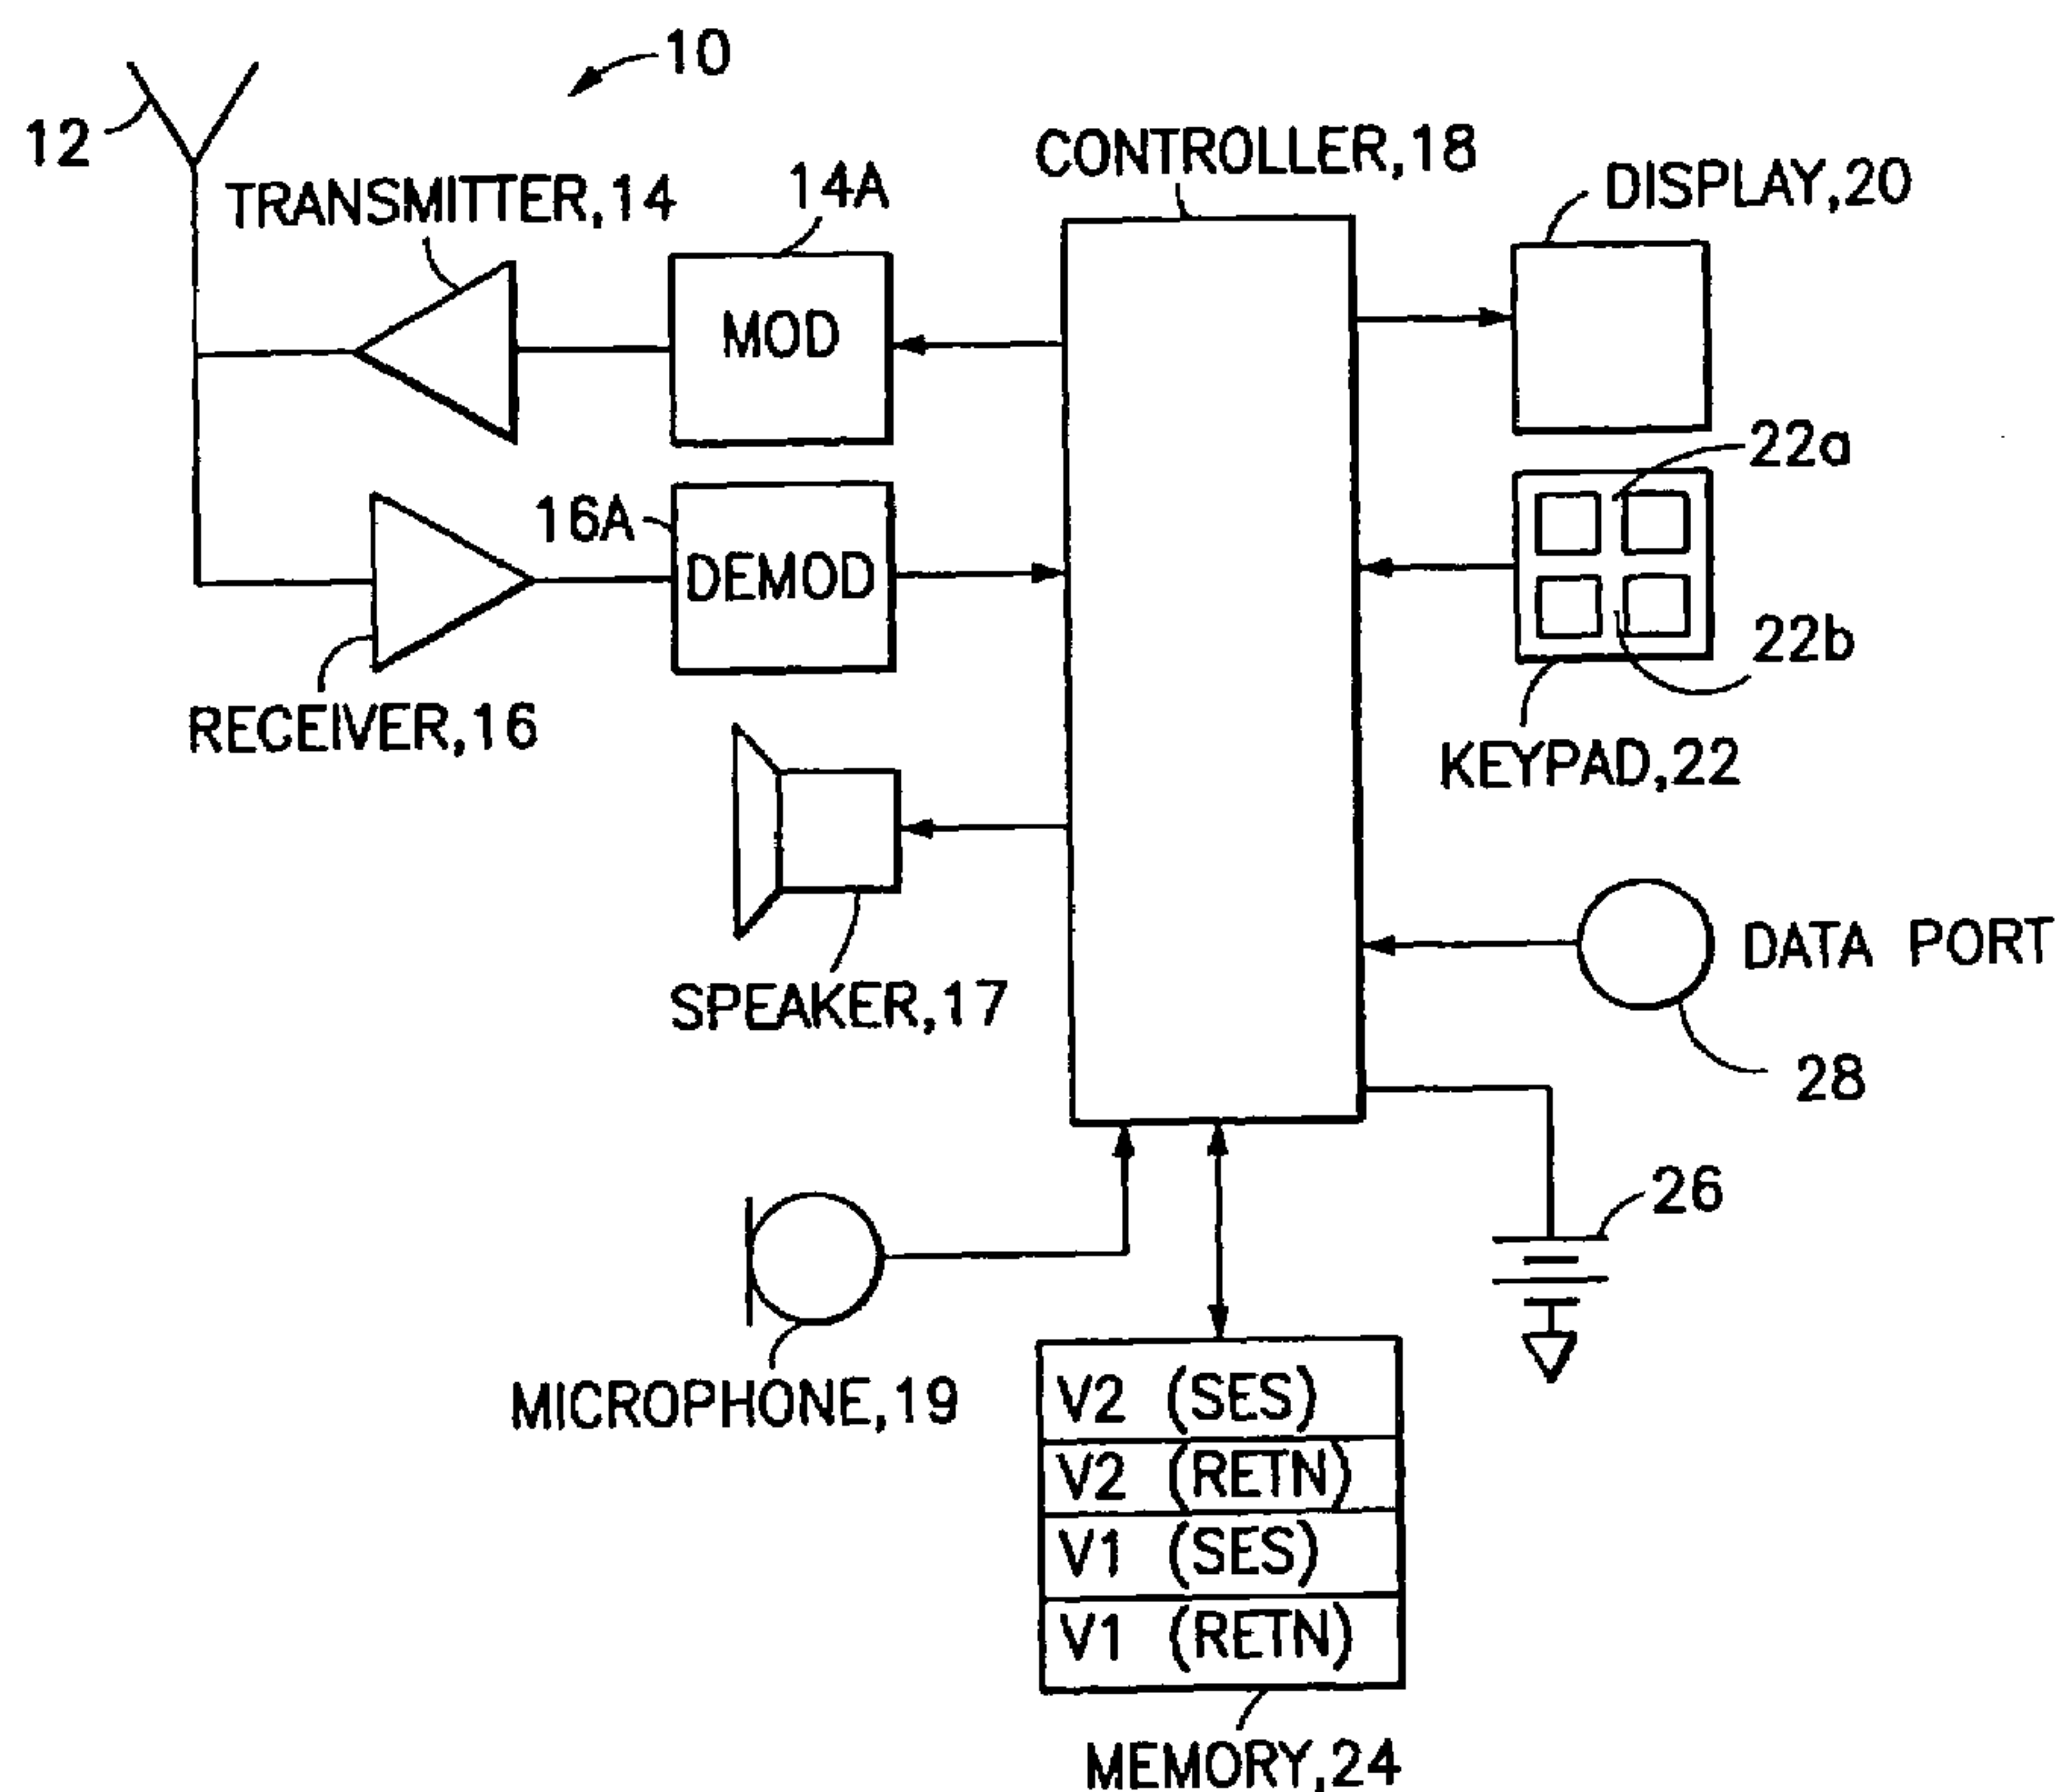 10
12
TRANSMITTER,14
14A
CONTROLLER,18
DISPLAY,20
MOD
22a
16A
DEMOD
22b
RECEIVER,16
KEYPAD,22
DATA PORT
SPEAKER,17
28
26
MICROPHONE,19
V2 (SES)
V2 (RETN)
V1 (SES)
V1 (RETN)
MEMORY,24